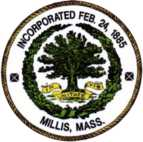 INCORPORATED FEB. 24, 1885
MILLIS, MASS.